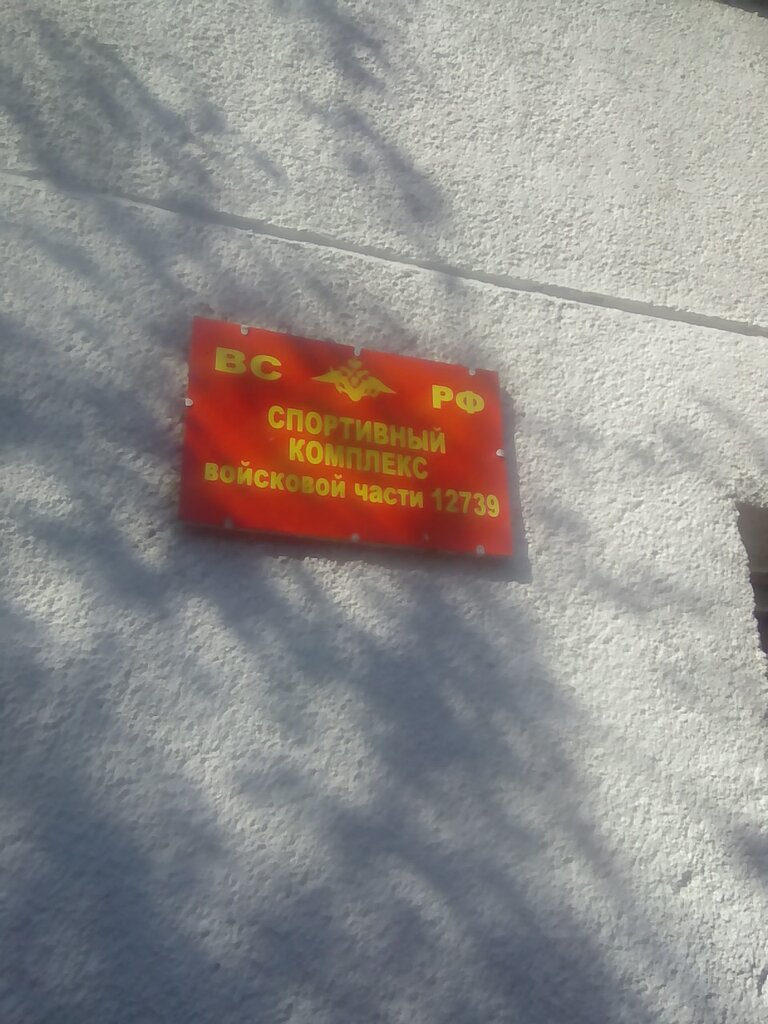 ВС РФ
СПОРТИВНЫЙ
КОМПЛЕКС
войсковой части 12739